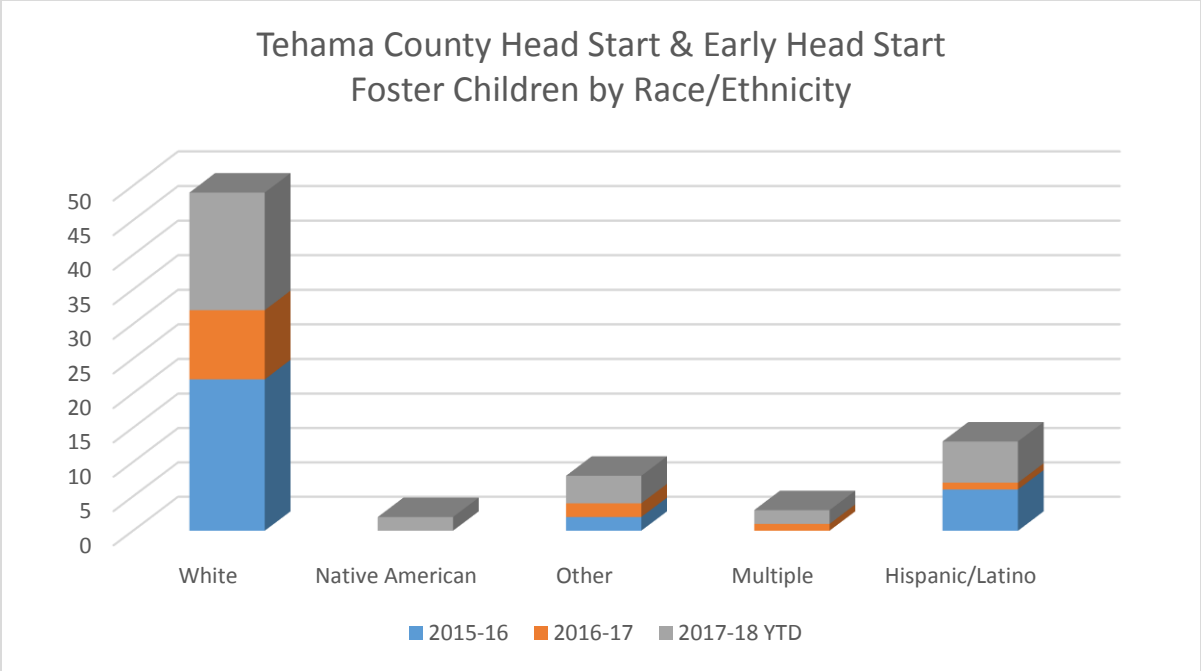 Tehama County Head Start & Early Head Start
Foster Children by Race/Ethnicity
50
45
40
35
30
25
20
15
10
5
0
White Native American Other Multiple Hispanic/Latino
2015-16 2016-17 2017-18 YTD